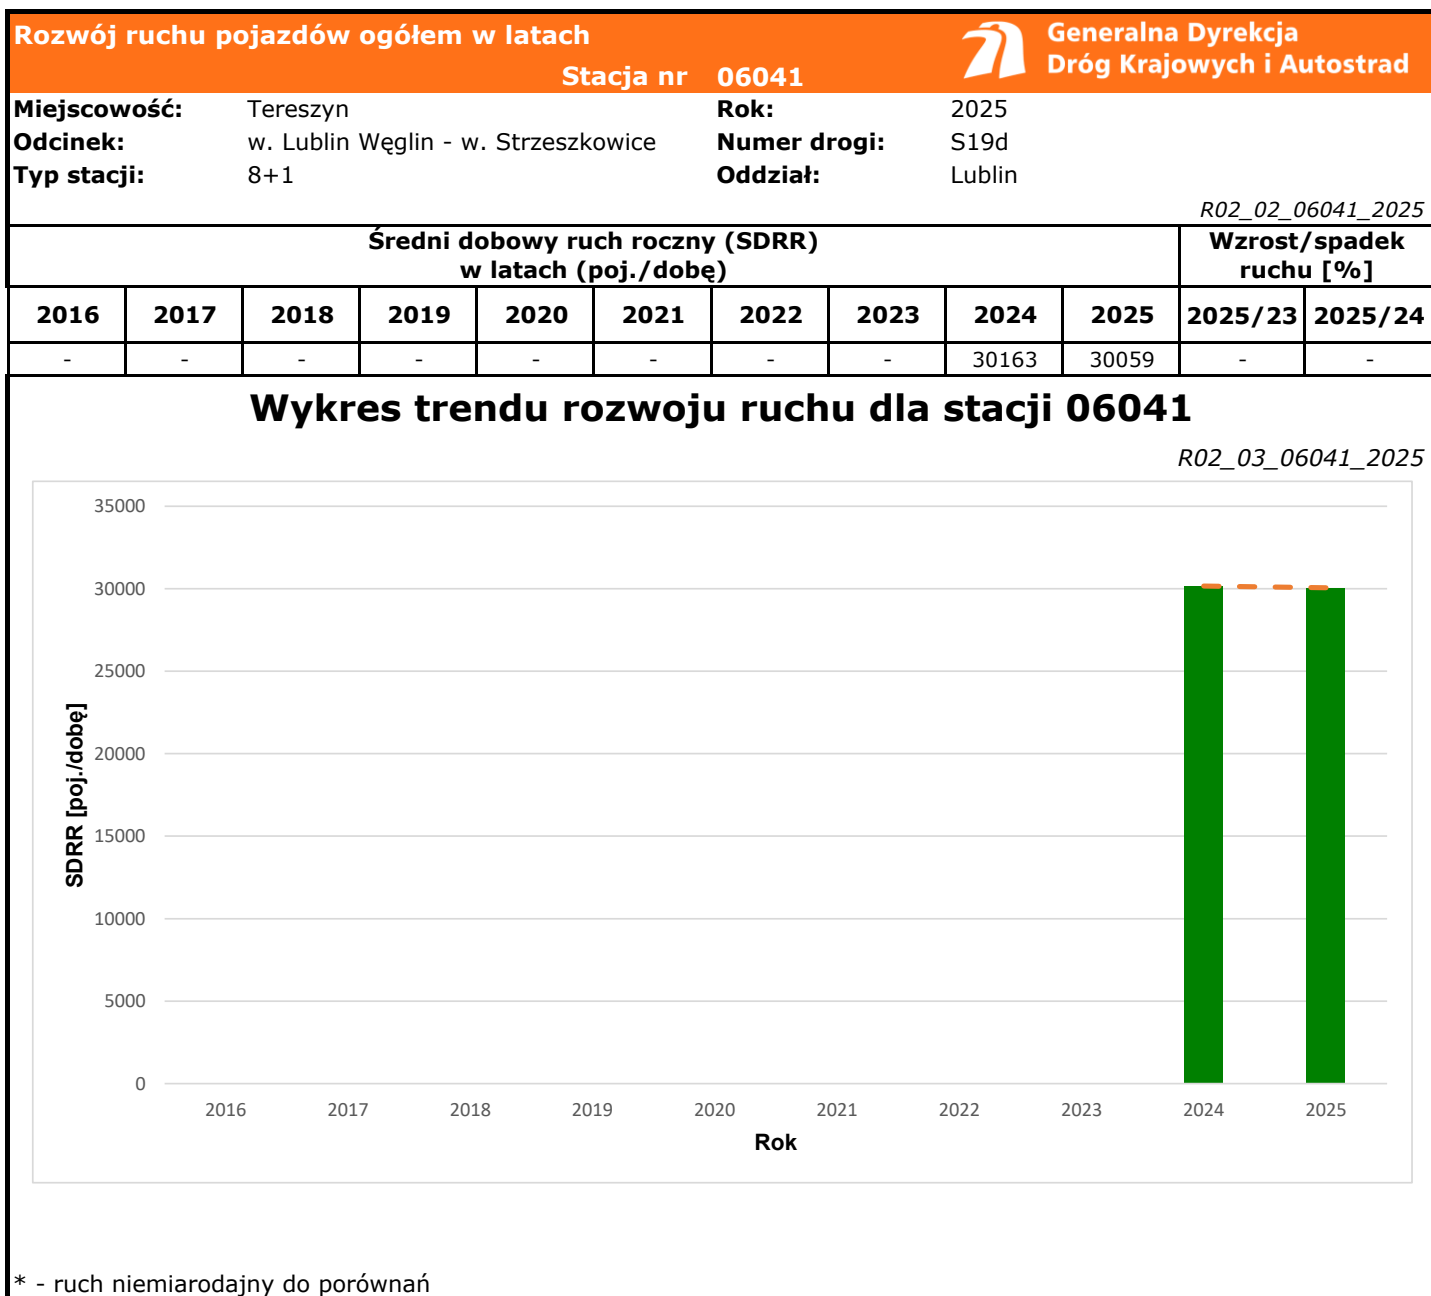 Rozwój ruchu pojazdów ogółem w latach
Generalna Dyrekcja
Dróg Krajowych i Autostrad
Stacja nr 06041
Miejscowość: Tereszyn Rok: 2025
Odcinek: w. Lublin Węglin - w. Strzeszkowice Numer drogi: S19d
Typ stacji: 8+1 Oddział: Lublin
R02_02_06041_2025
Średni dobowy ruch roczny (SDRR)
w latach (poj./dobę)
Wzrost/spadek
ruchu [%]
2016 2017 2018 2019 2020 2021 2022 2023 2024 2025 2025/23 2025/24
- - - - - - - - 30163 30059 - -
Wykres trendu rozwoju ruchu dla stacji 06041
R02_03_06041_2025
SDRR [poj./dobę]
35000
30000
25000
20000
15000
10000
5000
0
2016 2017 2018 2019 2020 2021 2022 2023 2024 2025
Rok
* - ruch niemiarodajny do porównań